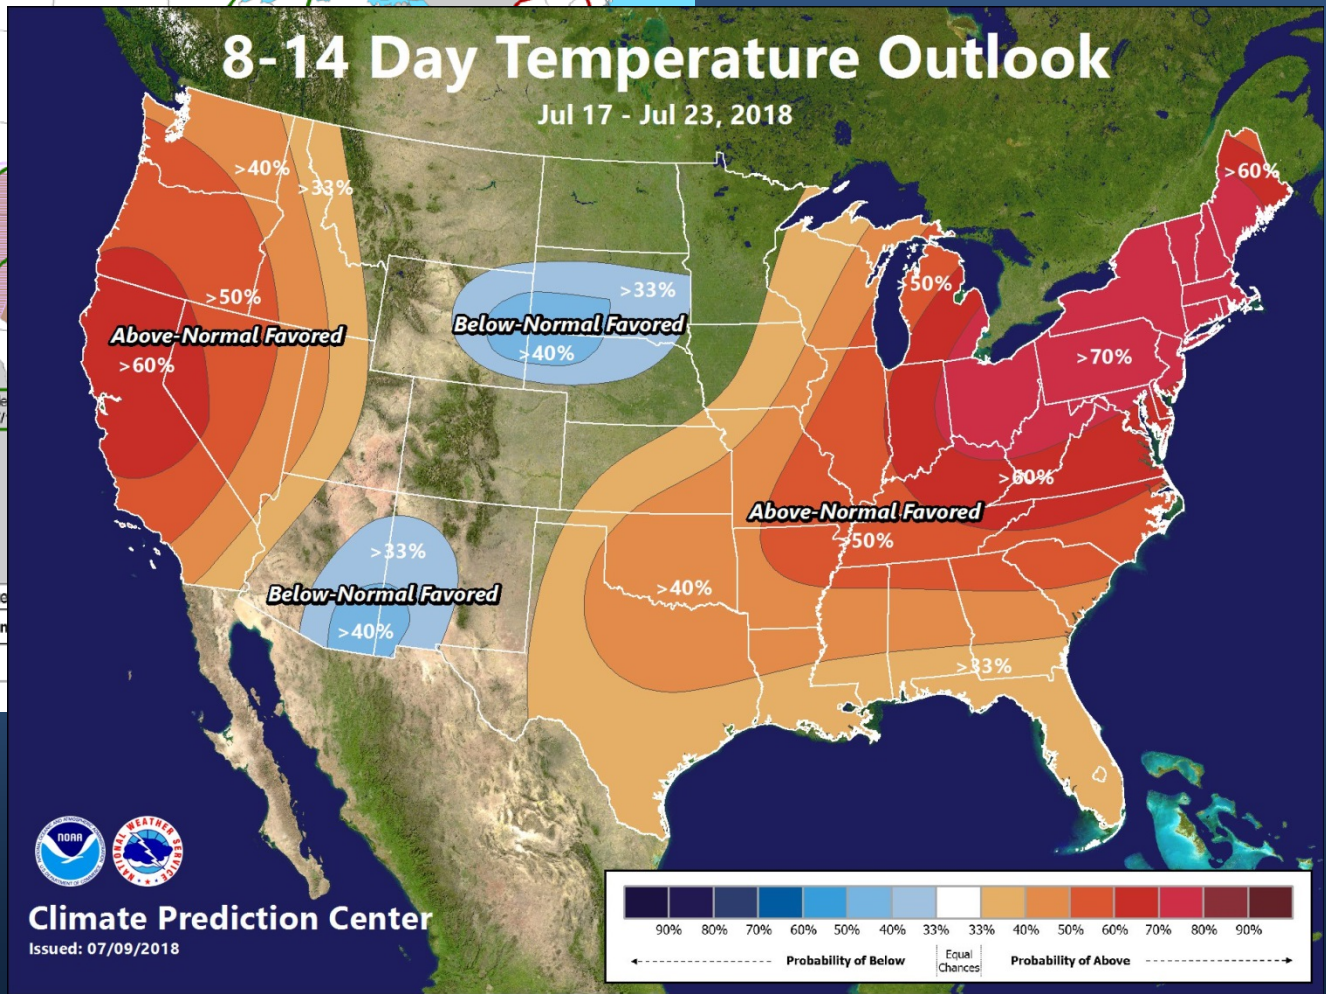 8-14 Day Temperature Outlook
Jul 17 - Jul 23, 2018
>60%
>40%
>33%
>50%
>33%
>50%
Above-Normal Favored
Below-Normal Favored
>60%
>40%
>70%
>60%
Above-Normal Favored
>50%
>33%
Below-Normal Favored
>40%
>40%
>33%
NOAA
NATIONAL WEATHER SERVICE
Climate Prediction Center
Issued: 07/09/2018
90% 80% 70% 60% 50% 40% 33% 33% 40% 50% 60% 70% 80% 90%
Probability of Below
Equal
Chances
Probability of Above